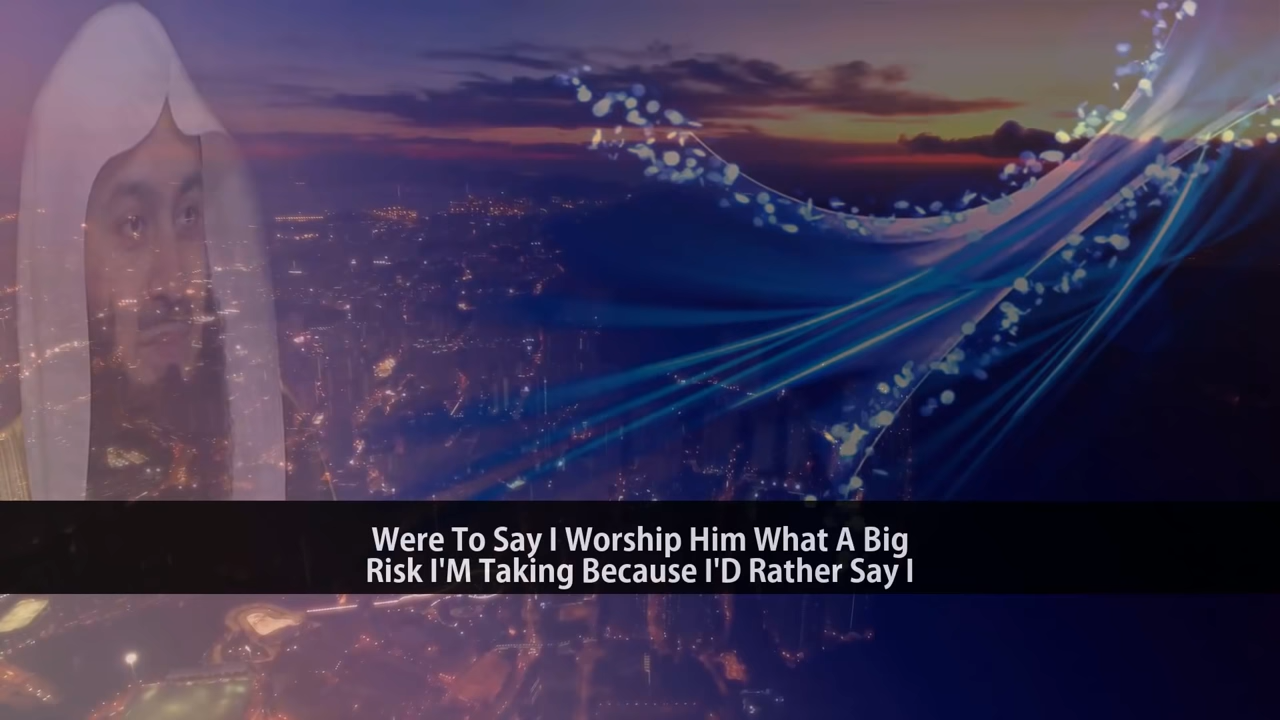 Were To Say I Worship Him What A Big
Risk I'M Taking Because I'D Rather Say I